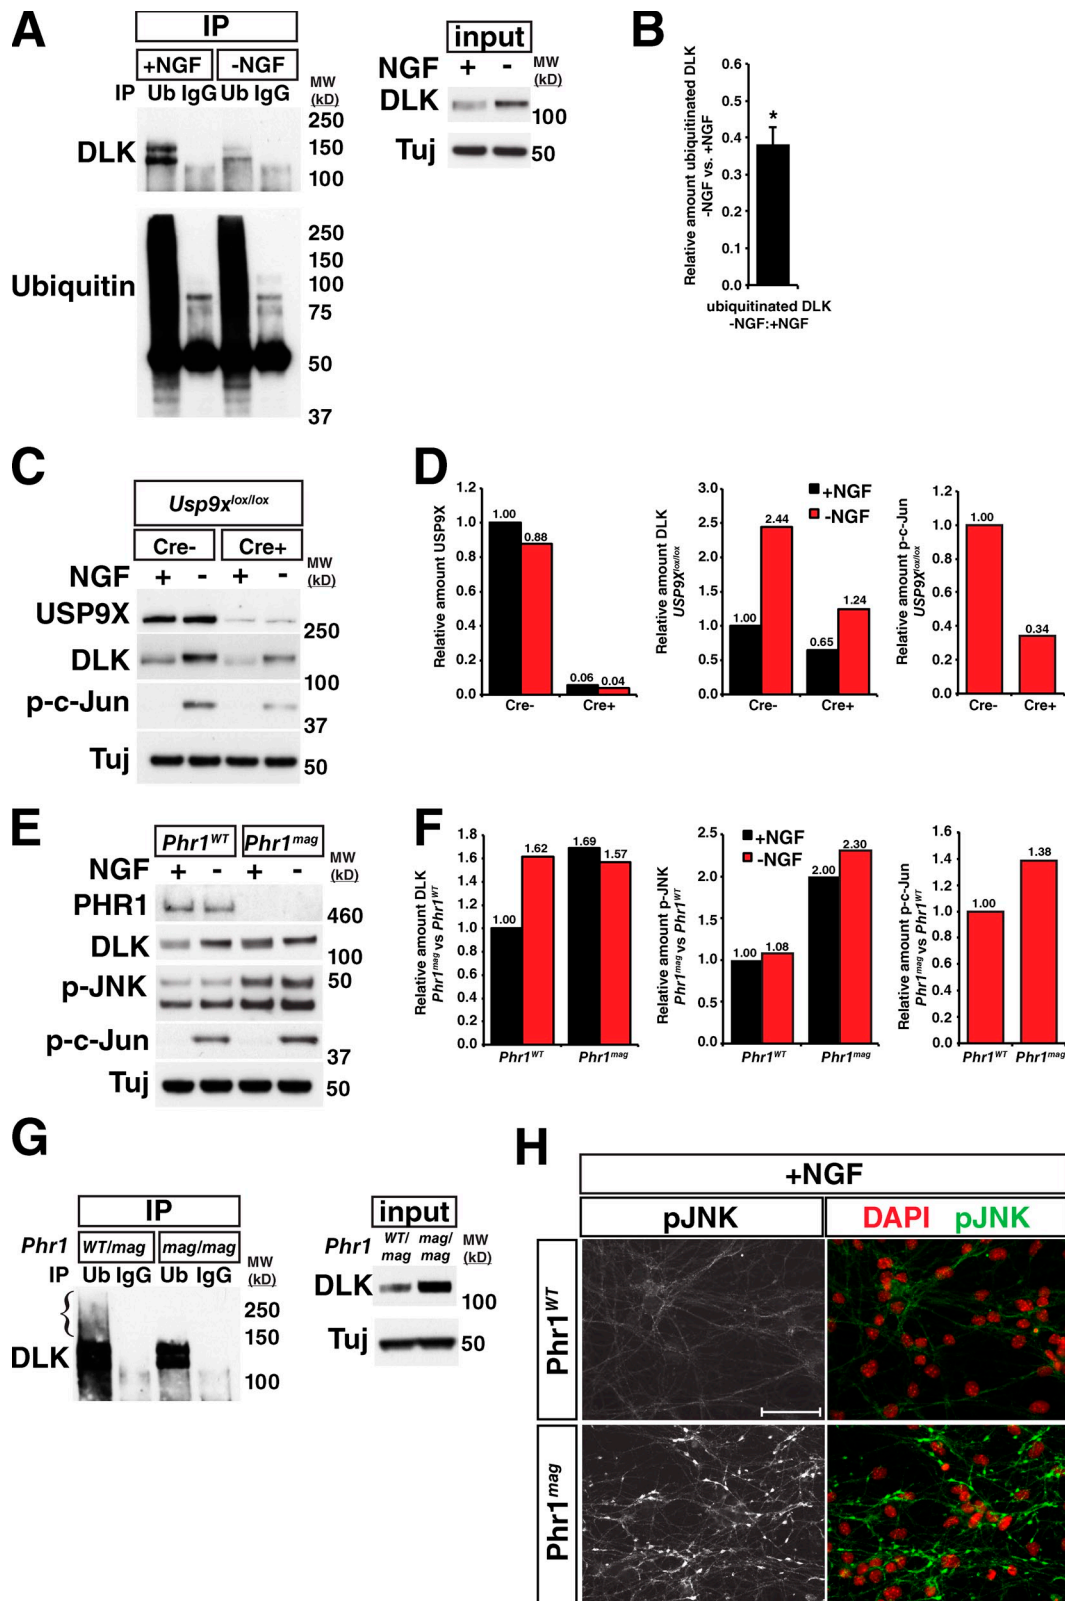 A
IP
+NGF -NGF
IP Ub IgG Ub IgG
MW
(kD)
250
DLK
150
100
250
150
Ubiquitin
100
75
50
37
input
NGF + -
MW
(kD)
DLK
100
Tuj
50
B
Relative amount ubiquitinated DLK
-NGF vs. +NGF
0.6
0.5
0.4
0.3
0.2
0.1
0.0
*
ubiquitinated DLK
-NGF:+NGF
C
Usp9x^lox/lox
Cre- Cre+
MW
(kD)
NGF + - + -
USP9X
250
DLK
100
p-c-Jun
37
Tuj
50
D
Relative amount USP9X
1.2
1.0
0.8
0.6
0.4
0.2
0.0
1.00
0.88
0.06
0.04
Cre- Cre+
Relative amount DLK
USP9X^lox/lox
3.0
2.5
2.0
1.5
1.0
0.5
0.0
+NGF
-NGF
1.00
2.44
0.65
1.24
Cre- Cre+
Relative amount p-c-Jun
USP9X^lox/lox
1.2
1.0
0.8
0.6
0.4
0.2
0.0
1.00
0.34
Cre- Cre+
E
Phr1^WT Phr1^mag
MW
(kD)
NGF + - + -
PHR1
460
DLK
100
p-JNK
50
p-c-Jun
37
Tuj
50
F
Relative amount DLK
Phr1^mag vs Phr1^WT
1.8
1.6
1.4
1.2
1.0
0.8
0.6
0.4
0.2
0.0
1.00
1.62
1.69
1.57
Phr1^WT Phr1^mag
Relative amount p-JNK
Phr1^mag vs Phr1^WT
2.5
2.0
1.5
1.0
0.5
0.0
+NGF
-NGF
1.00
1.08
2.00
2.30
Phr1^WT Phr1^mag
Relative amount p-c-Jun
Phr1^mag vs Phr1^WT
1.6
1.4
1.2
1.0
0.8
0.6
0.4
0.2
0.0
1.00
1.38
Phr1^WT Phr1^mag
G
IP
Phr1 WT/mag mag/mag
IP Ub IgG Ub IgG
MW
(kD)
250
150
DLK
100
input
Phr1 WT/mag mag/mag
MW
(kD)
DLK
100
Tuj
50
H
+NGF
pJNK
DAPI pJNK
Phr1^WT
Phr1^mag